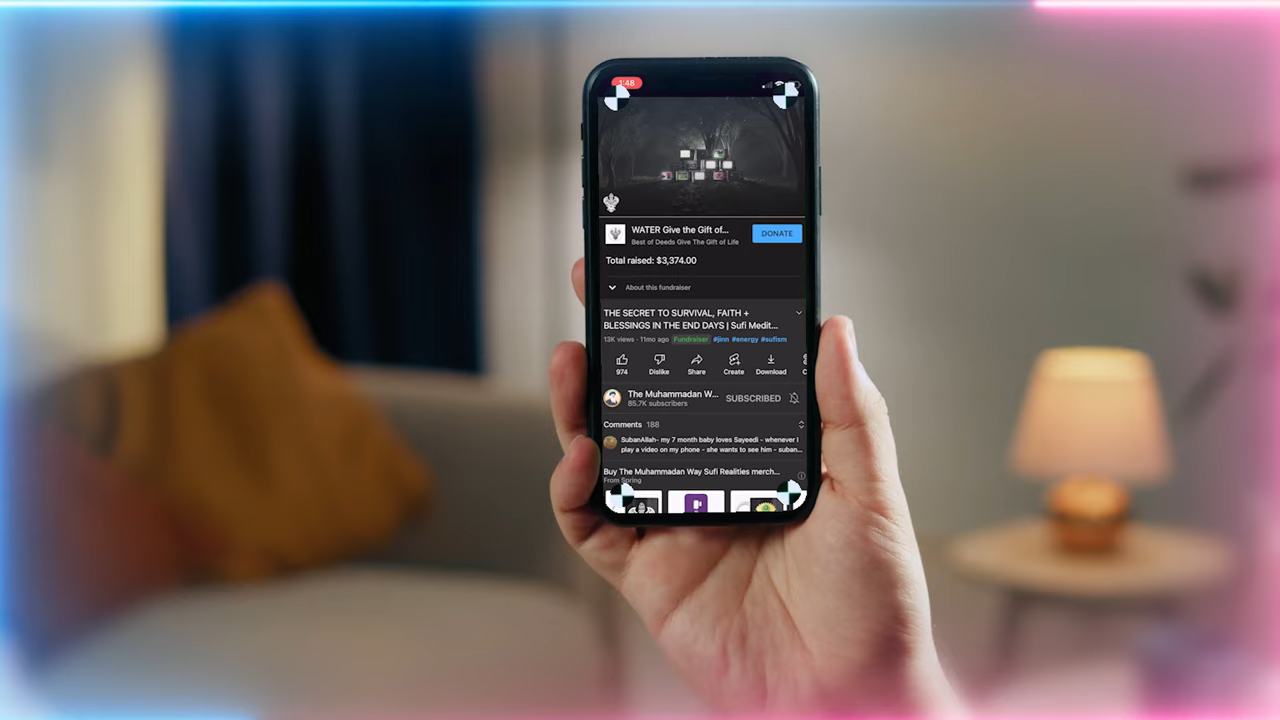 1:48
WATER Give the Gift of...
Best of Deeds Give The Gift of Life
DONATE
Total raised: $3,374.00
About this fundraiser
THE SECRET TO SURVIVAL, FAITH +
BLESSINGS IN THE END DAYS | Sufi Medit...
13K views · 11mo ago Fundraiser #jinn #energy #sufism
974 Dislike Share Create Download C
The Muhammadan W...
85.7K subscribers
SUBSCRIBED
Comments 188
SubanAllah- my 7 month baby loves Sayeedi - whenever I
play a video on my phone - she wants to see him - suban...
Buy The Muhammadan Way Sufi Realities merch...
From Spring